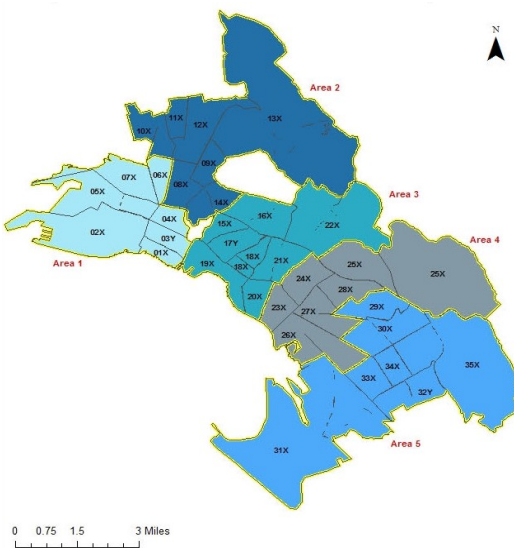 N
Area 2
13X
11X
12X
10X
09X
06X
07X
08X
05X
14X
Area 3
04X
16X
15X
22X
02X
03Y
17Y
01X
18X
19X
18X
21X
Area 1
Area 4
25X
25X
24X
28X
20X
23X
27X
29X
26X
30X
34X
35X
33X
32Y
31X
Area 5
0 0.75 1.5 3 Miles